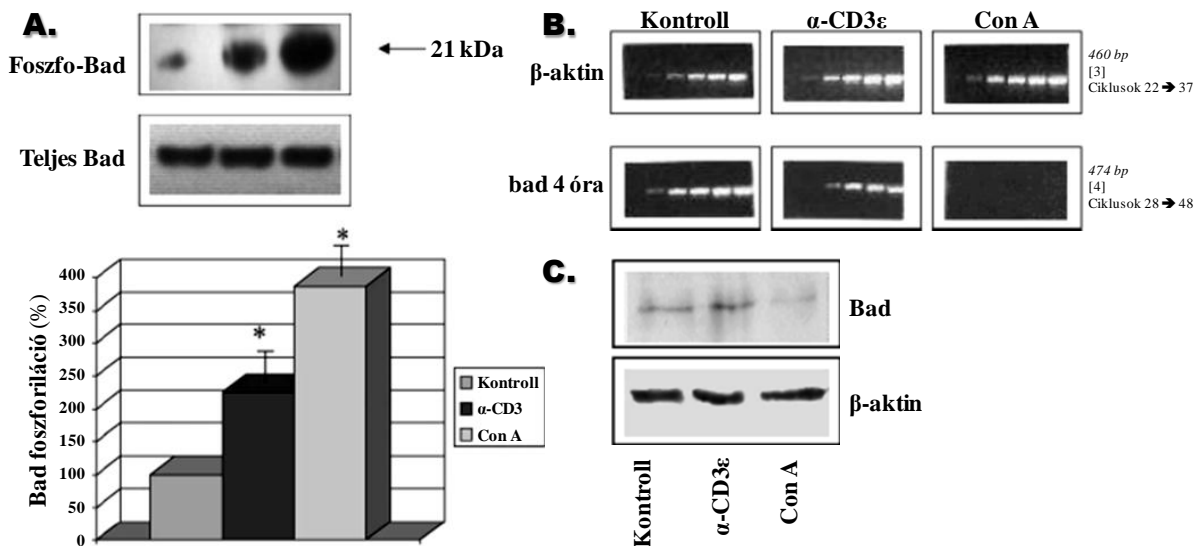 A.
Foszfo-Bad
21 kDa
Teljes Bad
Bad foszforiláció (%)
400
350
300
250
200
150
100
50
0
*
*
Kontroll
α-CD3
Con A
B.
Kontroll
α-CD3ε
Con A
β-aktin
460 bp
[3]
Ciklusok 22 ➔ 37
bad 4 óra
474 bp
[4]
Ciklusok 28 ➔ 48
C.
Bad
β-aktin
Kontroll
α-CD3ε
Con A